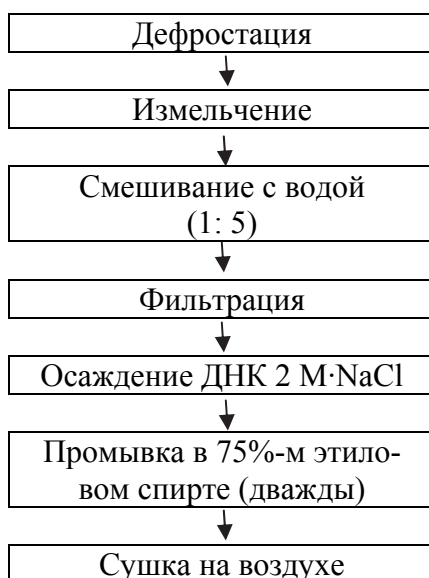 Дефростация
Измельчение
Смешивание с водой
(1: 5)
Фильтрация
Осаждение ДНК 2 М·NaCl
Промывка в 75%-м этило-
вом спирте (дважды)
Сушка на воздухе